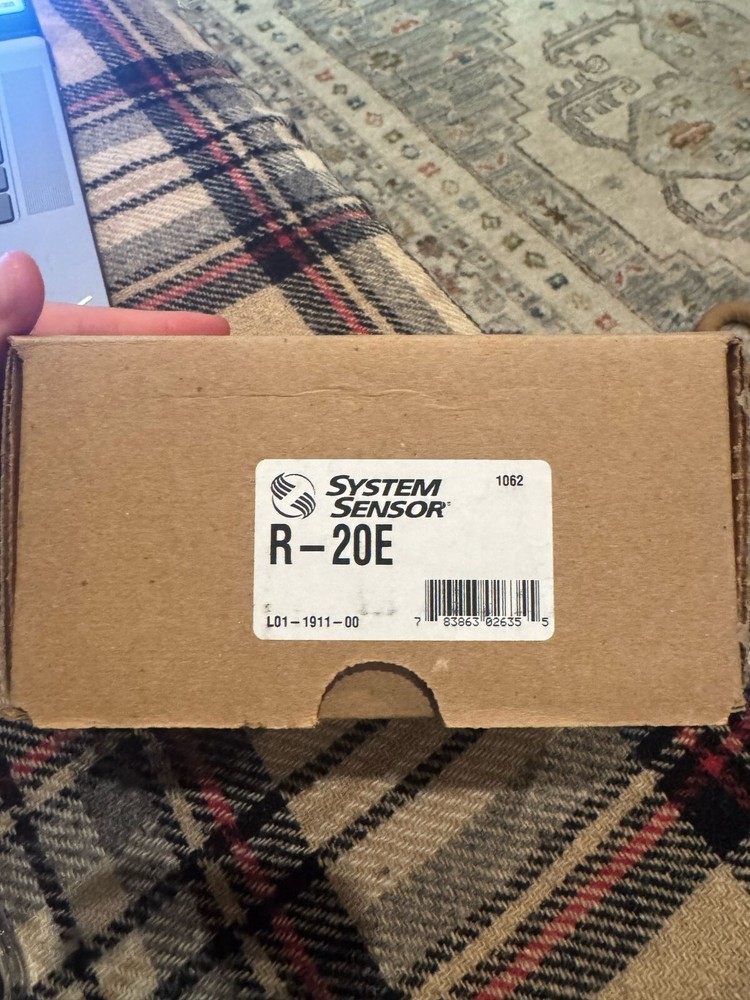 SYSTEM
SENSOR®
1062
R-20E
L01-1911-00
7 83863 02635 5